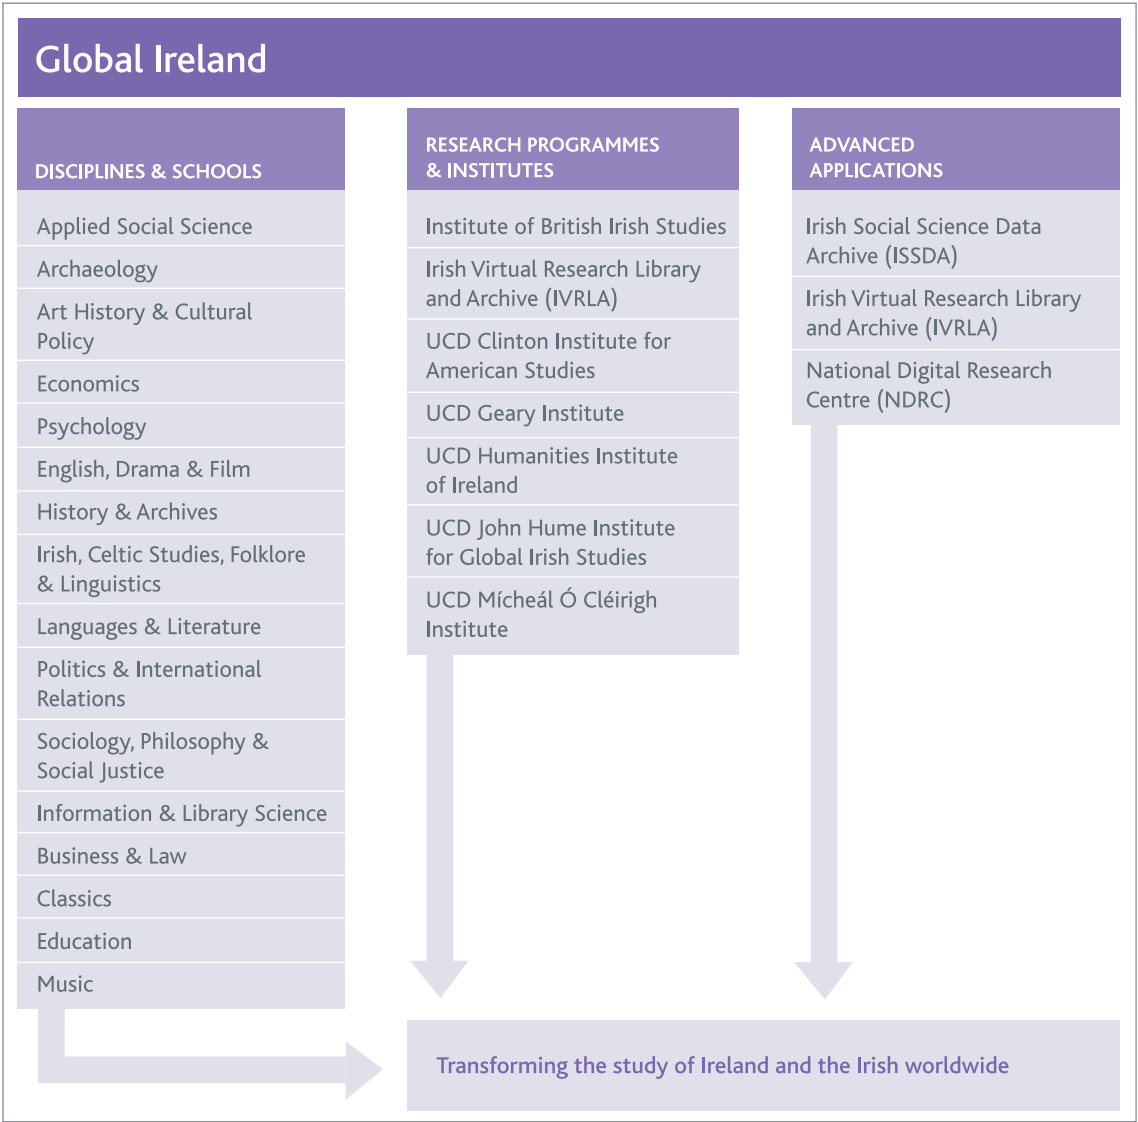 Global Ireland
DISCIPLINES & SCHOOLS
Applied Social Science
Archaeology
Art History & Cultural
Policy
Economics
Psychology
English, Drama & Film
History & Archives
Irish, Celtic Studies, Folklore
& Linguistics
Languages & Literature
Politics & International
Relations
Sociology, Philosophy &
Social Justice
Information & Library Science
Business & Law
Classics
Education
Music
RESEARCH PROGRAMMES
& INSTITUTES
Institute of British Irish Studies
Irish Virtual Research Library
and Archive (IVRLA)
UCD Clinton Institute for
American Studies
UCD Geary Institute
UCD Humanities Institute
of Ireland
UCD John Hume Institute
for Global Irish Studies
UCD Mícheál Ó Cléirigh
Institute
ADVANCED
APPLICATIONS
Irish Social Science Data
Archive (ISSDA)
Irish Virtual Research Library
and Archive (IVRLA)
National Digital Research
Centre (NDRC)
Transforming the study of Ireland and the Irish worldwide